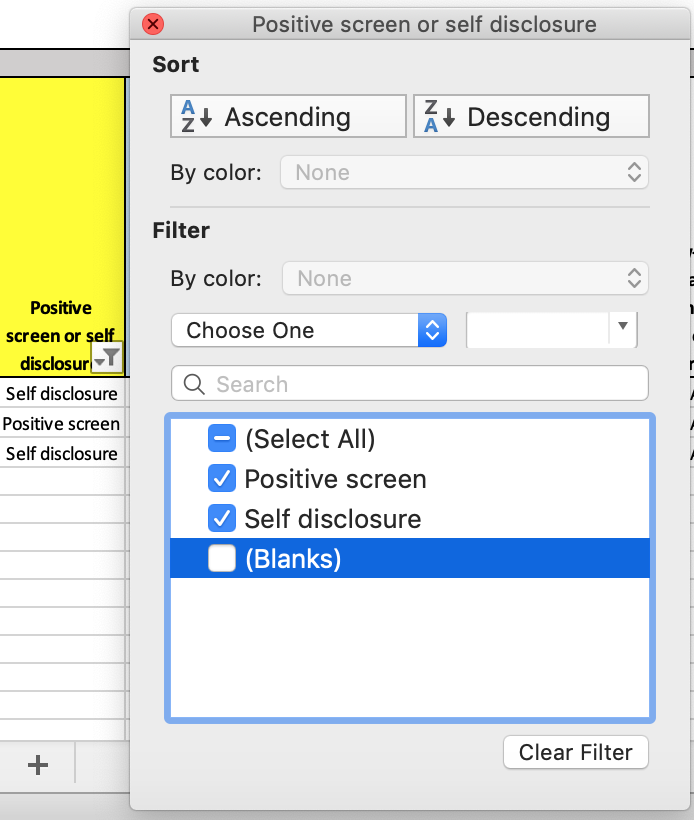 Positive screen or self disclosure
Sort
A
Z
Ascending
Z
A
Descending
By color:
None
Filter
By color:
None
Choose One
Search
(Select All)
Positive screen
Self disclosure
(Blanks)
Clear Filter
Positive
screen or self
disclosur
Self disclosure
Positive screen
Self disclosure